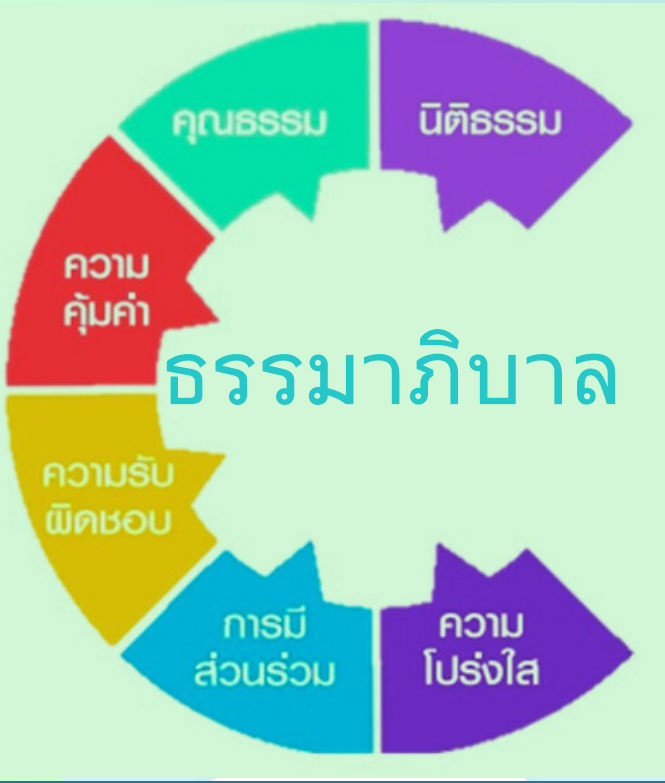 คุณธรรม
นิติธรรม
ความ
คุ้มค่า
ธรรมาภิบาล
ความรับ
ผิดชอบ
การมี
ส่วนร่วม
ความ
โปร่งใส